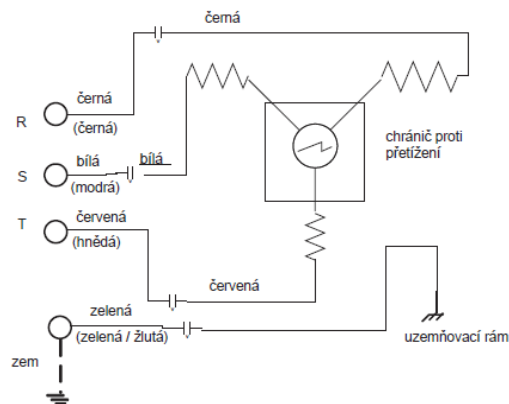 černá
R
černá
(černá)
chránič proti
přetížení
S
bílá
(modrá)
bílá
T
červená
(hnědá)
červená
zelená
(zelená / žlutá)
uzemňovací rám
zem